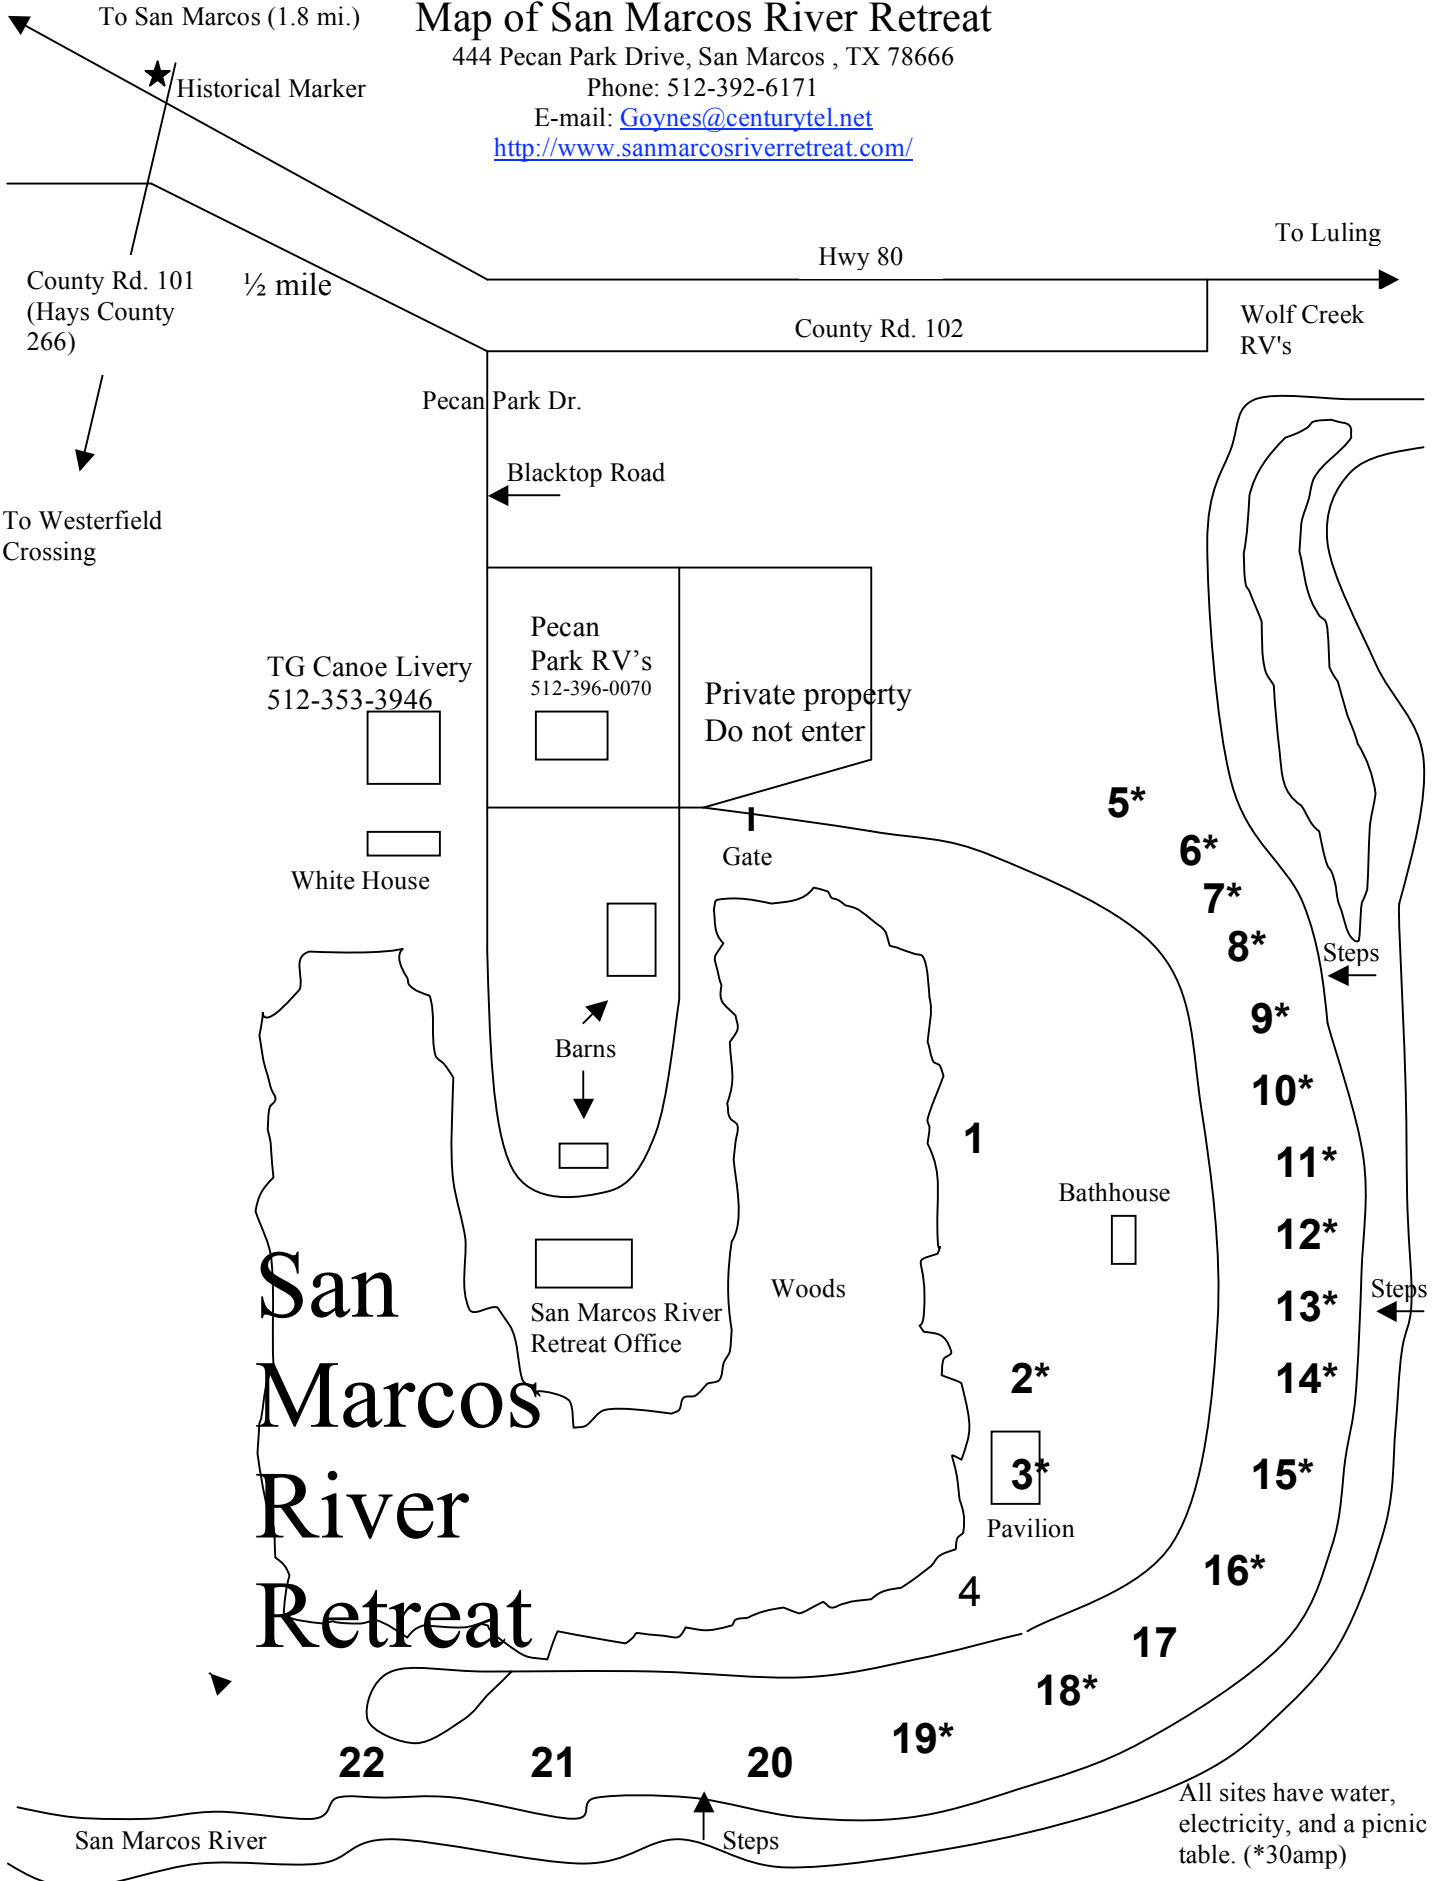 To San Marcos (1.8 mi.)
Map of San Marcos River Retreat
444 Pecan Park Drive, San Marcos , TX 78666
Phone: 512-392-6171
E-mail: Goynes@centurytel.net
http://www.sanmarcosriverretreat.com/
Historical Marker
To Luling
Hwy 80
County Rd. 101
(Hays County
266)
½ mile
County Rd. 102
Wolf Creek
RV's
Pecan Park Dr.
Blacktop Road
To Westerfield
Crossing
TG Canoe Livery
512-353-3946
Pecan
Park RV’s
512-396-0070
Private property
Do not enter
5*
6*
Gate
White House
7*
8*
Steps
9*
Barns
10*
1
11*
Bathhouse
12*
San Marcos River
Retreat Office
Woods
13*
Steps
2*
14*
San
Marcos
River
Retreat
3*
15*
Pavilion
16*
4
17
18*
19*
20
21
22
San Marcos River
Steps
All sites have water,
electricity, and a picnic
table. (*30amp)